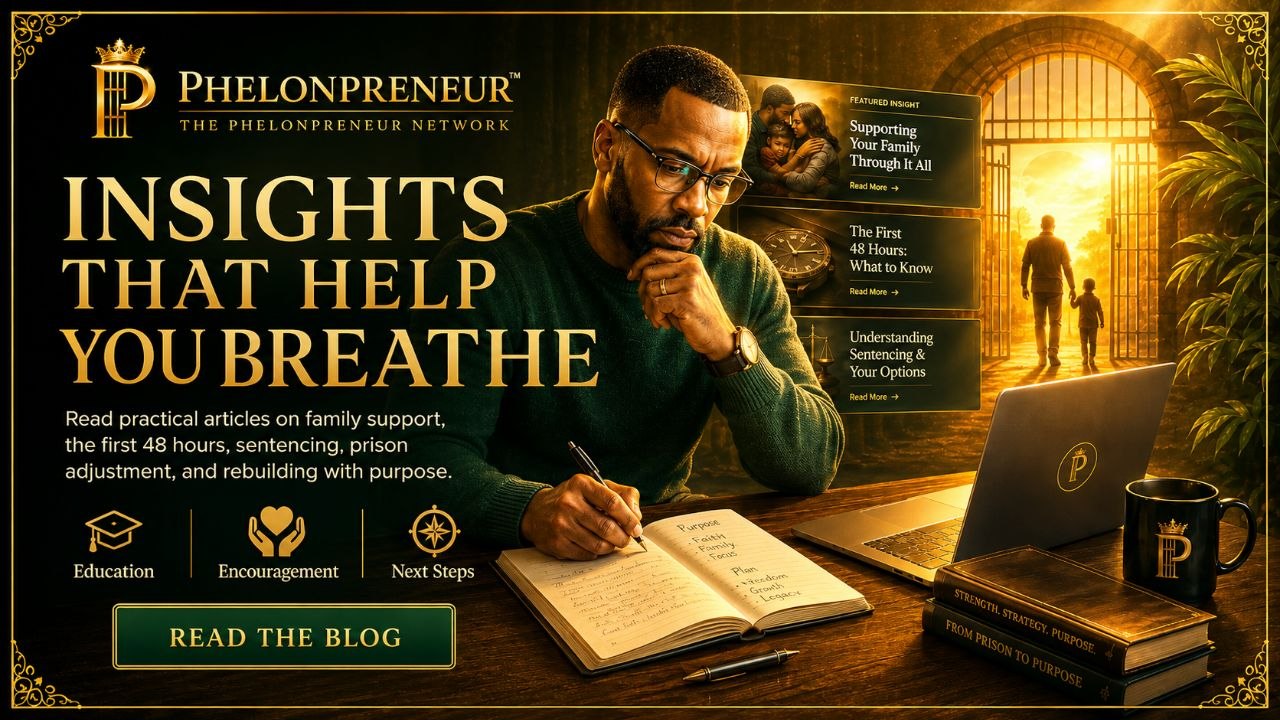 PHELONPRENEUR™
THE PHELONPRENEUR NETWORK
INSIGHTS
THAT HELP
YOU BREATHE
Read practical articles on family support,
the first 48 hours, sentencing, prison
adjustment, and rebuilding with purpose.
Education
Encouragement
Next Steps
READ THE BLOG
FEATURED INSIGHT
Supporting
Your Family
Through It All
Read More →
The First
48 Hours:
What to Know
Read More →
Understanding
Sentencing &
Your Options
Read More →
Purpose
• Faith
Family
Focus
Plan
Growth
Legacy
P
P
STRENGTH, STRATEGY, PURPOSE.
FROM PRISON TO PURPOSE